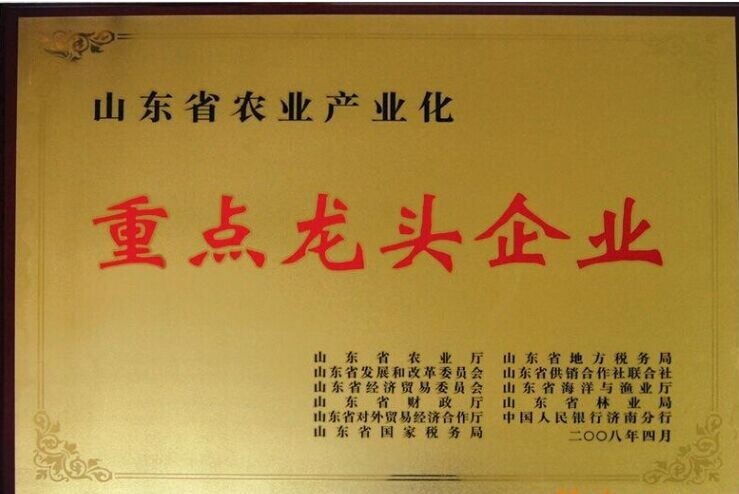 山东省农业产业化
重点龙头企业
山东省农业厅 山东省地方税务局
山东省发展和改革委员会 山东省供销合作社联合社
山东省经济贸易委员会 山东省海洋与渔业厅
山东省财政厅 山东省林业局
山东省对外贸易经济合作厅 中国人民银行济南分行
山东省国家税务局 二〇〇八年四月